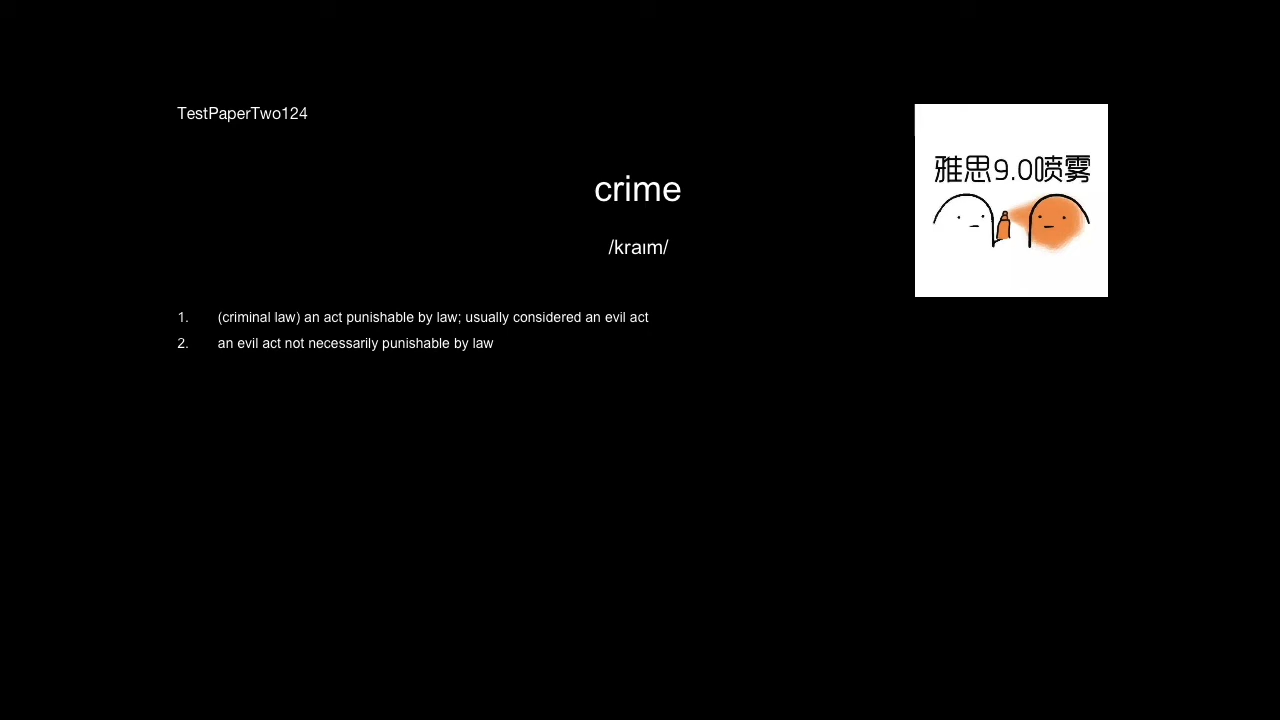 TestPaperTwo124
雅思9.0喷雾
crime
/kraɪm/
1. (criminal law) an act punishable by law; usually considered an evil act
2. an evil act not necessarily punishable by law